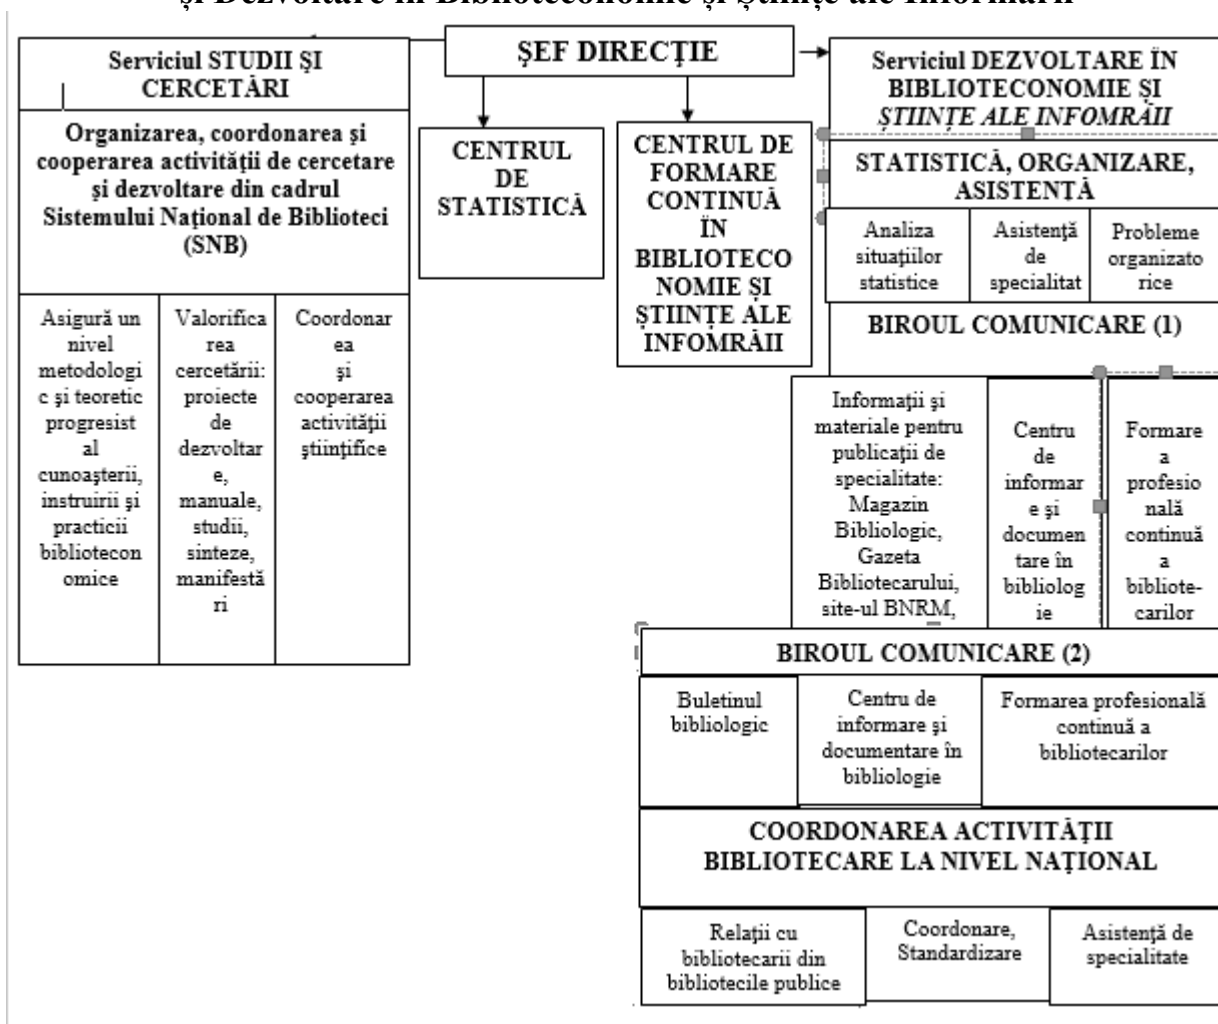 și Dezvoltare în Biblioteconomie și Științe ale Informării
Serviciul STUDII ŞI
CERCETĂRI
Organizarea, coordonarea şi
cooperarea activităţii de cercetare
şi dezvoltare din cadrul
Sistemului Naţional de Biblioteci
(SNB)
Asigură un
nivel
metodologi
c şi teoretic
progresist
al
cunoaşterii,
instruirii şi
practicii
bibliotecon
omice
Valorifica
rea
cercetării:
proiecte
de
dezvoltar
e,
manuale,
studii,
sinteze,
manifestă
ri
Coordonar
ea
şi
cooperarea
activităţii
ştiinţifice
ŞEF DIRECŢIE
CENTRUL
DE
STATISTICĂ
CENTRUL DE
FORMARE
CONTINUĂ
ÎN
BIBLIOTECO
NOMIE ȘI
ȘTIINȚE ALE
INFOMRĂII
Serviciul DEZVOLTARE ÎN
BIBLIOTECONOMIE ȘI
ȘTIINȚE ALE INFOMRĂII
STATISTICĂ, ORGANIZARE,
ASISTENŢĂ
Analiza
situaţiilor
statistice
Asistenţă
de
specialitat
Probleme
organizato
rice
BIROUL COMUNICARE (1)
Informaţii şi
materiale pentru
publicaţii de
specialitate:
Magazin
Bibliologic,
Gazeta
Bibliotecarului,
site-ul BNRM,
Centru
de
informar
e şi
documen
tare în
bibliolog
ie
Formare
a
profesio
nală
continuă
a
bibliote-
carilor
BIROUL COMUNICARE (2)
Buletinul
bibliologic
Centru de
informare şi
documentare în
bibliologie
Formarea profesională
continuă a
bibliotecarilor
COORDONAREA ACTIVITĂŢII
BIBLIOTECARE LA NIVEL NAŢIONAL
Relaţii cu
bibliotecarii din
bibliotecile publice
Coordonare,
Standardizare
Asistenţă de
specialitate